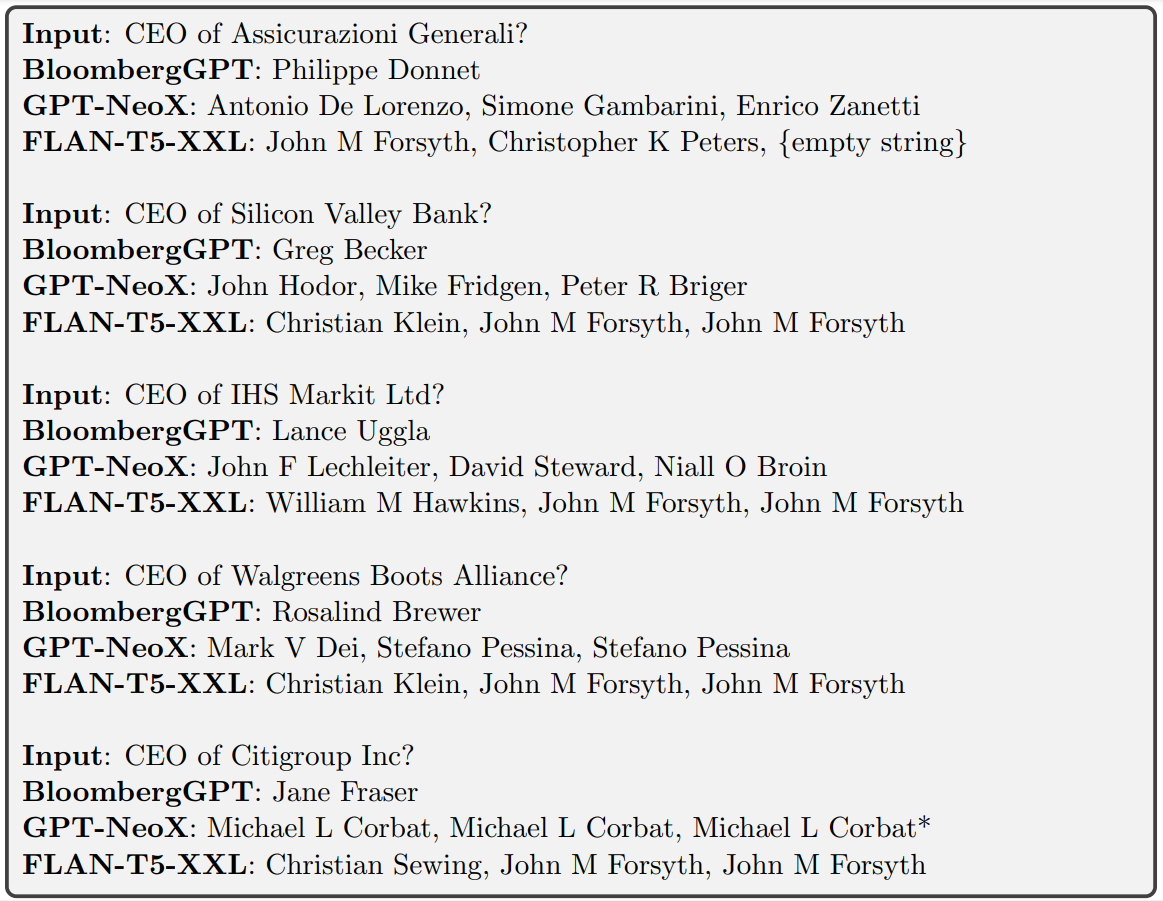 Input: CEO of Assicurazioni Generali?
BloombergGPT: Philippe Donnet
GPT-NeoX: Antonio De Lorenzo, Simone Gambarini, Enrico Zanetti
FLAN-T5-XXL: John M Forsyth, Christopher K Peters, {empty string}
Input: CEO of Silicon Valley Bank?
BloombergGPT: Greg Becker
GPT-NeoX: John Hodor, Mike Fridgen, Peter R Briger
FLAN-T5-XXL: Christian Klein, John M Forsyth, John M Forsyth
Input: CEO of IHS Markit Ltd?
BloombergGPT: Lance Uggla
GPT-NeoX: John F Lechleiter, David Steward, Niall O Broin
FLAN-T5-XXL: William M Hawkins, John M Forsyth, John M Forsyth
Input: CEO of Walgreens Boots Alliance?
BloombergGPT: Rosalind Brewer
GPT-NeoX: Mark V Dei, Stefano Pessina, Stefano Pessina
FLAN-T5-XXL: Christian Klein, John M Forsyth, John M Forsyth
Input: CEO of Citigroup Inc?
BloombergGPT: Jane Fraser
GPT-NeoX: Michael L Corbat, Michael L Corbat, Michael L Corbat*
FLAN-T5-XXL: Christian Sewing, John M Forsyth, John M Forsyth